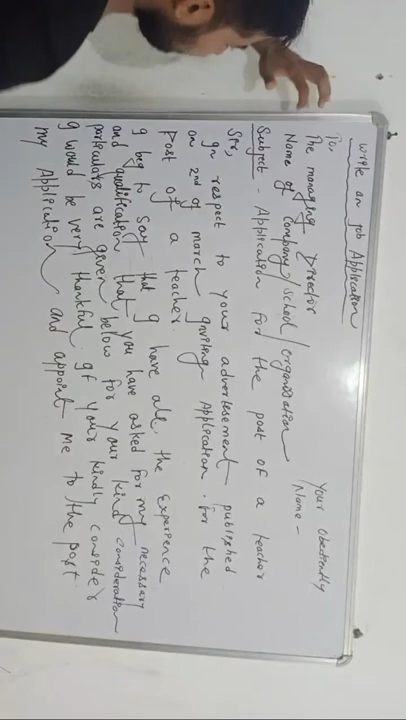 write an job Application
To,
The managing Director
Name of Company/School/organisation
Subject - Application for the post of a teacher
Sir,
In respect to your advertisement published
on 2nd of march Inviteng Application. for the
Post of a teacher.
I beg to say that I have all the Experience
and qualification that you have asked for my necessary
particulars are given below for your kind consideration
I would be very thankful If your kindly consider
my Application and appoint me to the post.
Your obediently
Name-